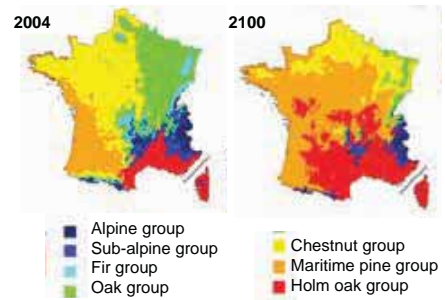 2004
2100
Alpine group
Sub-alpine group
Fir group
Oak group
Chestnut group
Maritime pine group
Holm oak group